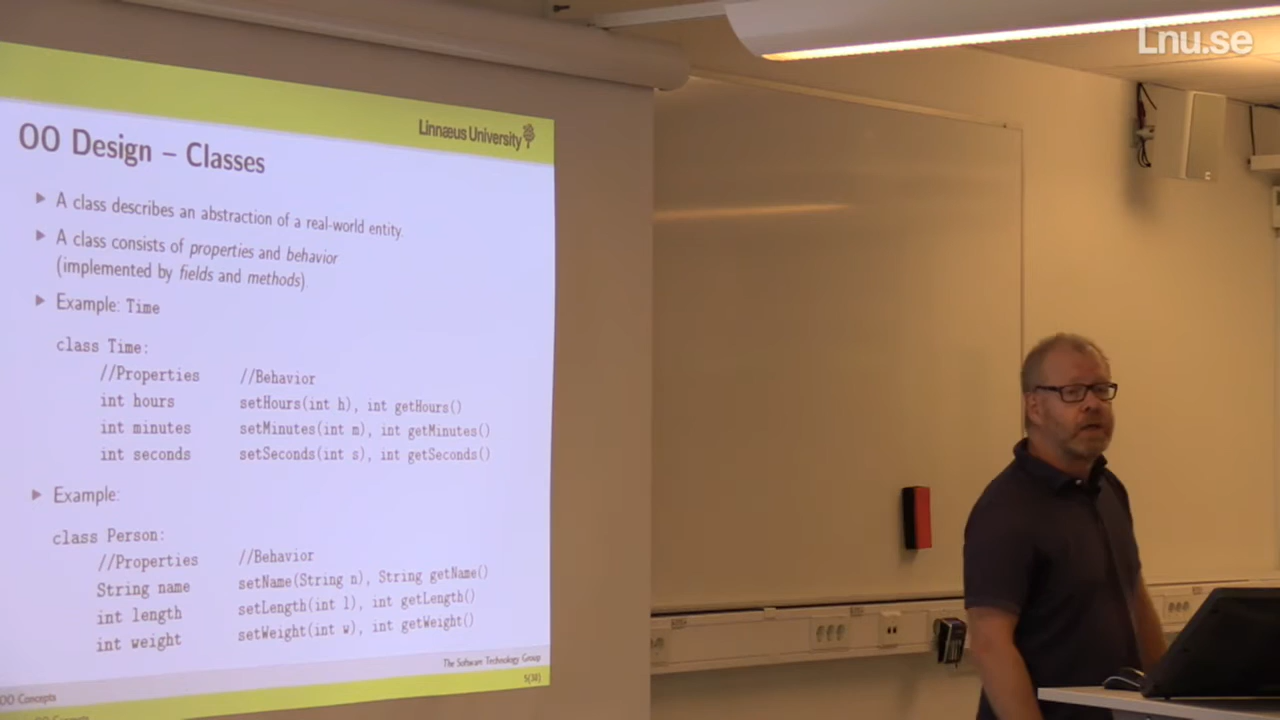 Lnu.se
Linnæus University
OO Design – Classes
A class describes an abstraction of a real-world entity.
A class consists of properties and behavior
(implemented by fields and methods).
Example: Time
class Time:
//Properties //Behavior
int hours setHours(int h), int getHours()
int minutes setMinutes(int m), int getMinutes()
int seconds setSeconds(int s), int getSeconds()
Example:
class Person:
//Properties //Behavior
String name setName(String n), String getName()
int length setLength(int l), int getLength()
int weight setWeight(int w), int getWeight()
The Software Technology Group
OO Concepts 5(38)